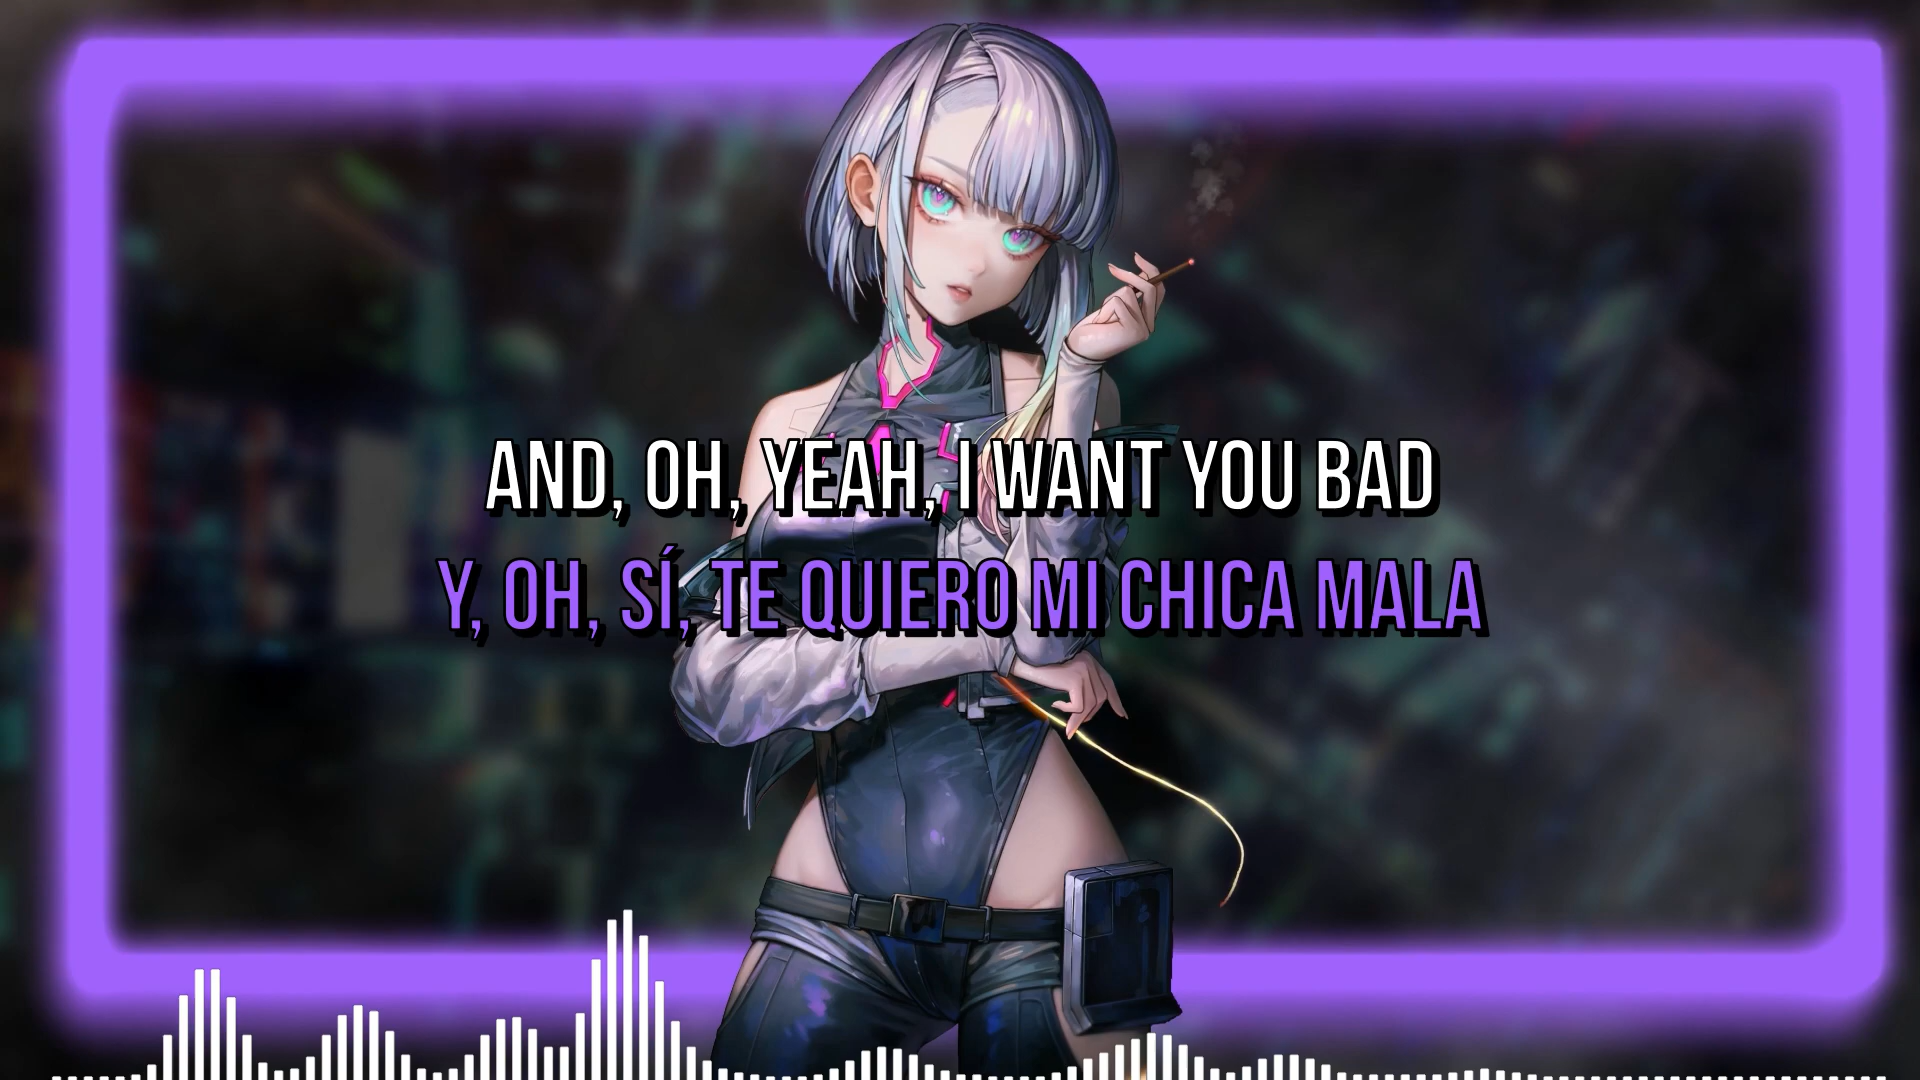 AND, OH, YEAH, I WANT YOU BAD
Y, OH, SÍ, TE QUIERO MI CHICA MALA